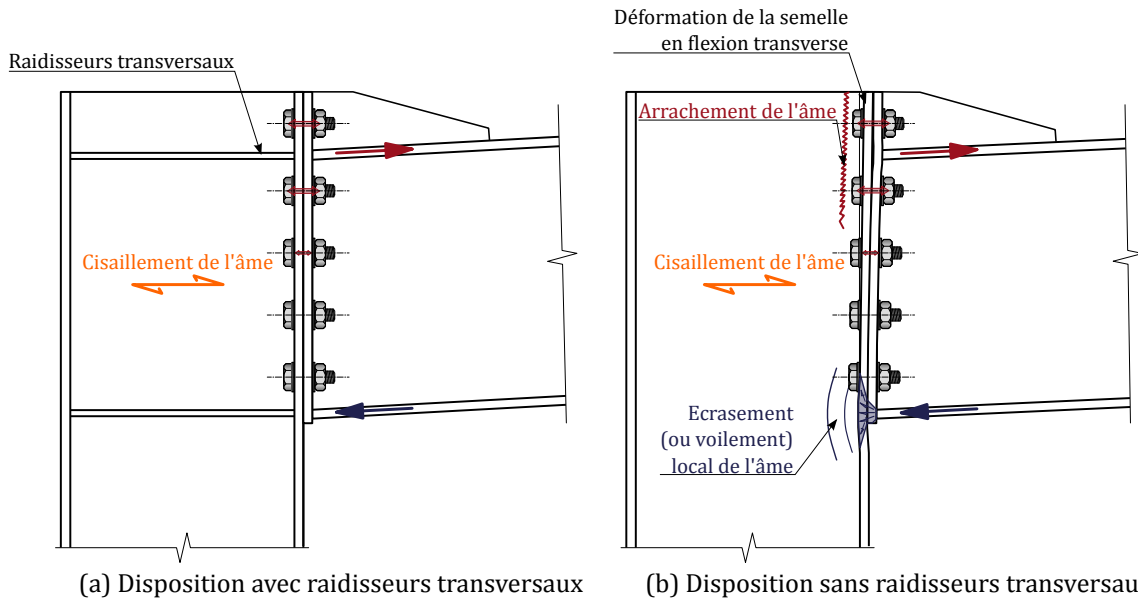 Déformation de la semelle
en flexion transverse
Raidisseurs transversaux
Arrachement de l'âme
Cisaillement de l'âme
Cisaillement de l'âme
Ecrasement
(ou voilement)
local de l'âme
(a) Disposition avec raidisseurs transversaux
(b) Disposition sans raidisseurs transversau